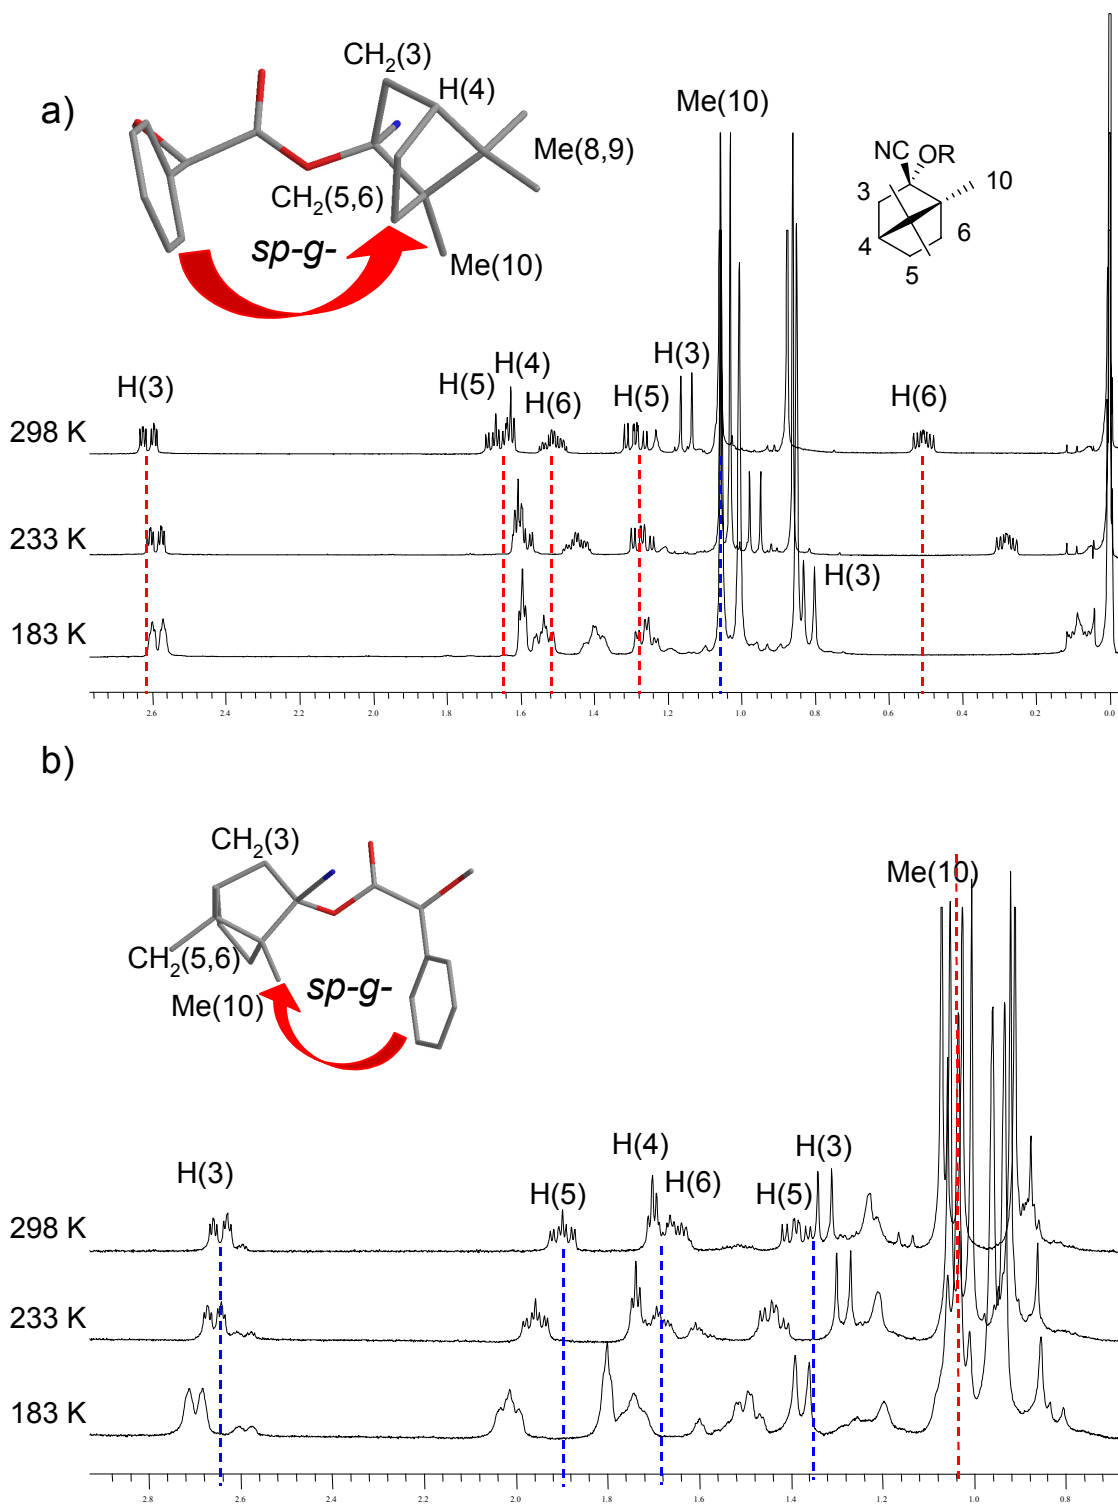 a)
CH2(3)
H(4)
Me(8,9)
CH2(5,6)
sp-g-
Me(10)
Me(10)
NC
OR
3
10
4
6
5
H(3)
H(5)
H(4)
H(6)
H(5)
H(3)
H(6)
298 K
233 K
H(3)
183 K
2.6 2.4 2.2 2.0 1.8 1.6 1.4 1.2 1.0 0.8 0.6 0.4 0.2 0.0
b)
CH2(3)
CH2(5,6)
sp-g-
Me(10)
Me(10)
H(3)
H(5)
H(4)
H(6)
H(5)
H(3)
298 K
233 K
183 K
2.8 2.6 2.4 2.2 2.0 1.8 1.6 1.4 1.2 1.0 0.8